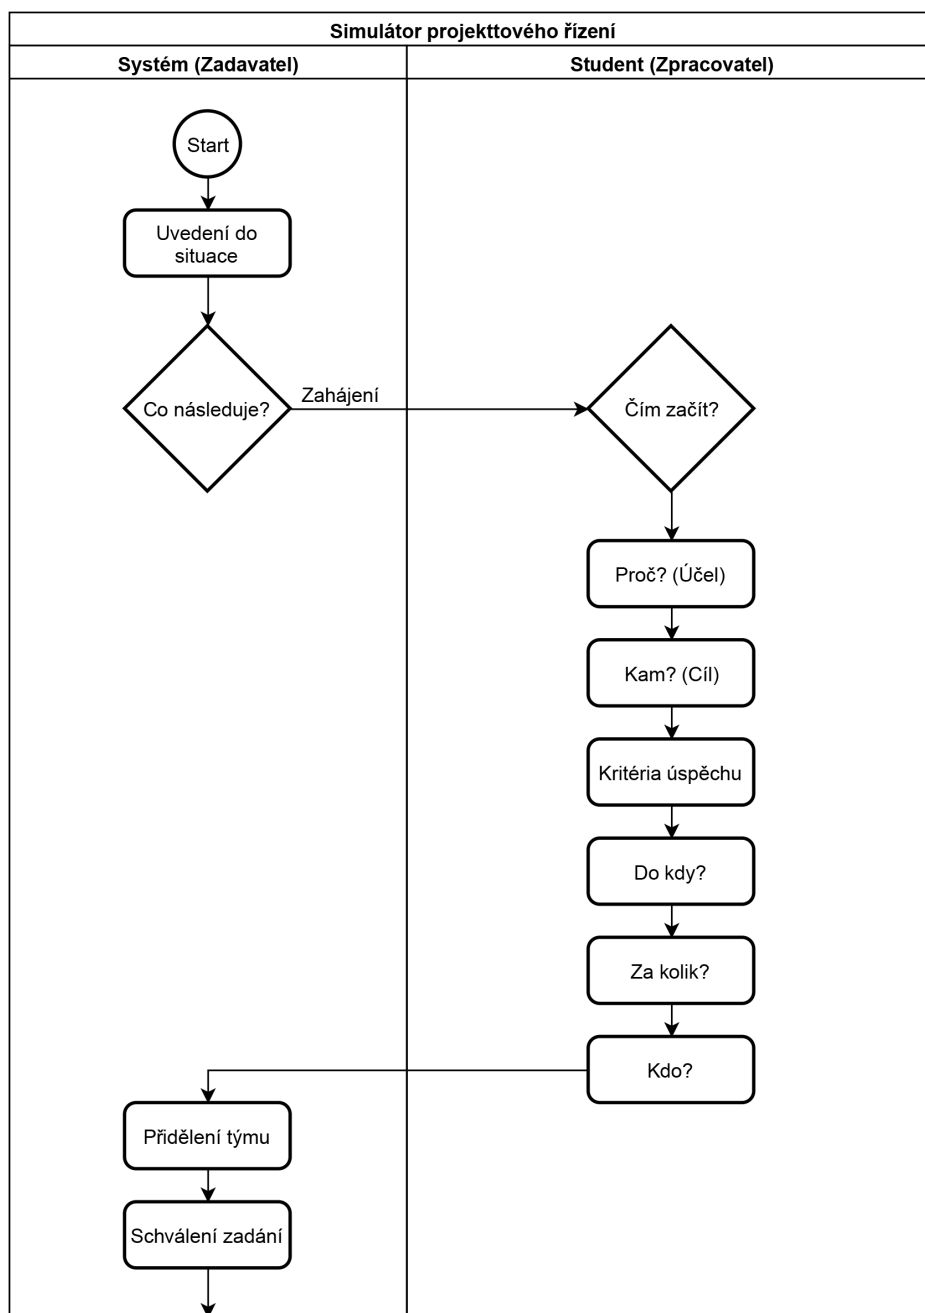 Simulátor projekttového řízení
Systém (Zadavatel)
Student (Zpracovatel)
Start
Uvedení do
situace
Co následuje?
Zahájení
Čím začít?
Proč? (Účel)
Kam? (Cíl)
Kritéria úspěchu
Do kdy?
Za kolik?
Kdo?
Přidělení týmu
Schválení zadání